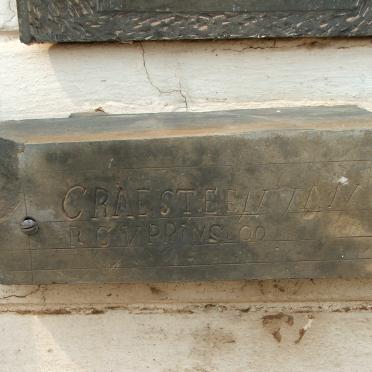 GRAFSTEEN VAN
R C V PRINSLOO